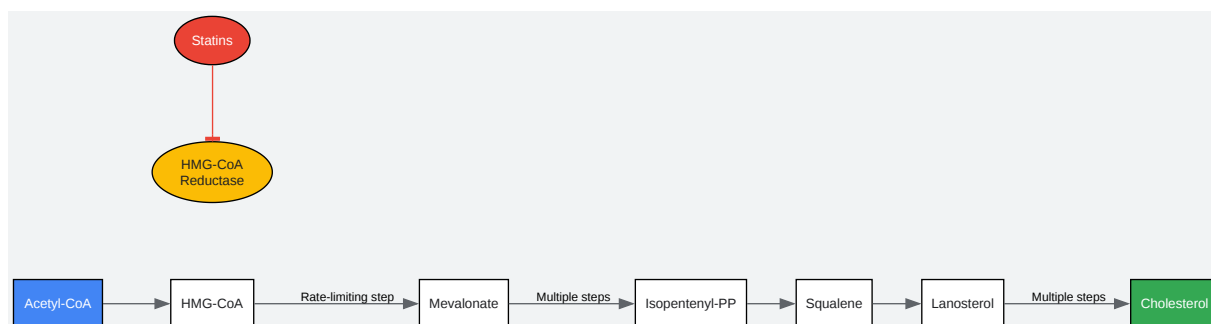 Statins
HMG-CoA
Reductase
Acetyl-CoA
HMG-CoA
Rate-limiting step
Mevalonate
Multiple steps
Isopentenyl-PP
Squalene
Lanosterol
Multiple steps
Cholesterol